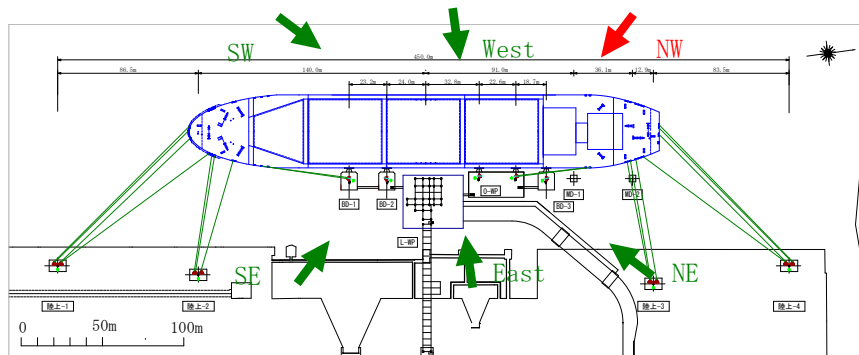 SW
West
NW
450.0m
86.5m
140.0m
91.0m
36.1m
12.9m
83.5m
23.2m
24.0m
32.8m
22.6m
18.7m
BD-1
BD-2
O-WP
BD-3
MD-1
MD-2
L-WP
SE
East
NE
陸上-1
陸上-2
陸上-3
陸上-4
0
50m
100m